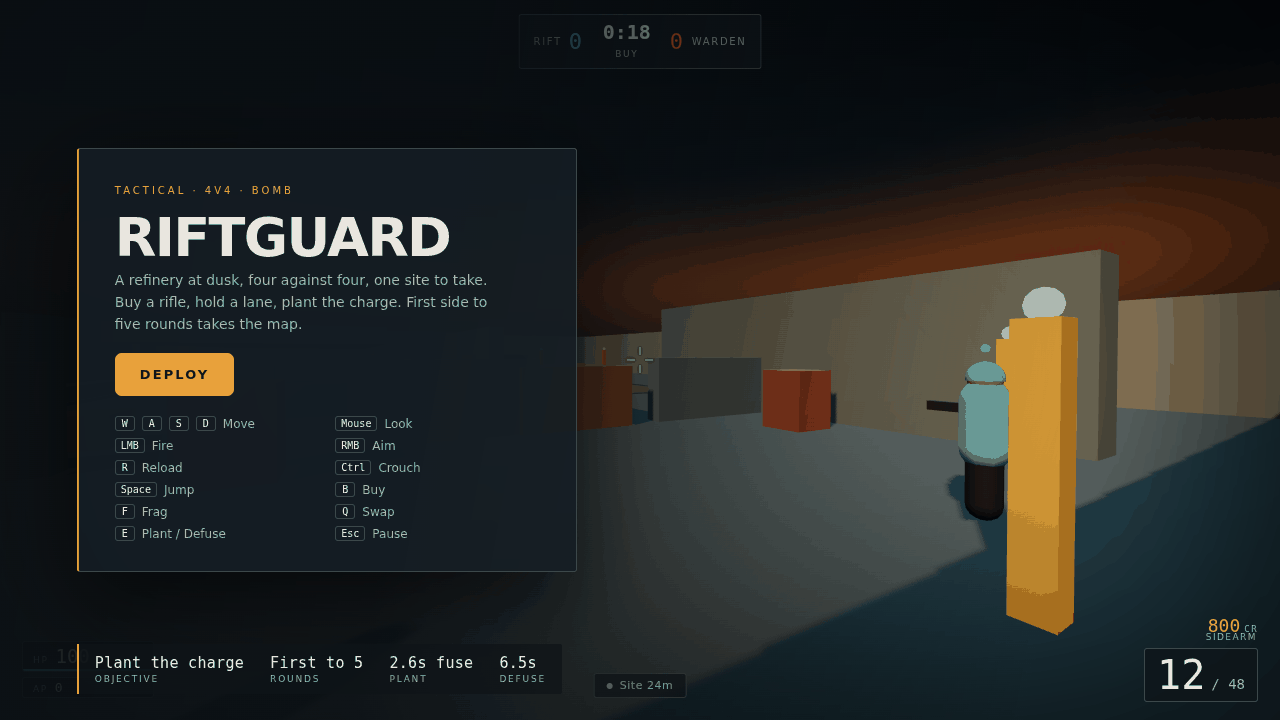 RIFT 0 0:18 0 WARDEN
BUY
TACTICAL · 4V4 · BOMB
RIFTGUARD
A refinery at dusk, four against four, one site to take.
Buy a rifle, hold a lane, plant the charge. First side to
five rounds takes the map.
DEPLOY
W A S D Move
Mouse Look
LMB Fire
RMB Aim
R Reload
Ctrl Crouch
Space Jump
B Buy
F Frag
Q Swap
E Plant / Defuse
Esc Pause
800 CR
SIDEARM
12 / 48
HP 10
Plant the charge
OBJECTIVE
First to 5
ROUNDS
2.6s fuse
PLANT
6.5s
DEFUSE
Site 24m